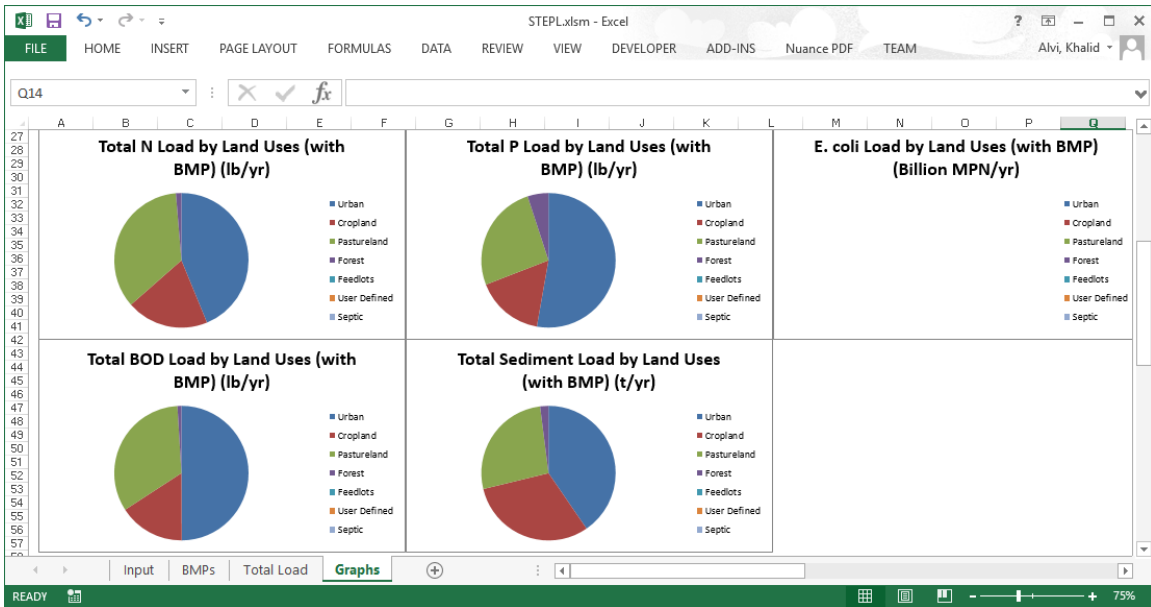 STEPL.xlsm - Excel
?
FILE HOME INSERT PAGE LAYOUT FORMULAS DATA REVIEW VIEW DEVELOPER ADD-INS Nuance PDF TEAM Alvi, Khalid
Q14 fx
A B C D E F G H I J K L M N O P Q
27
28
29
30
31
32
33
34
35
36
37
38
39
40
41
42
43
44
45
46
47
48
49
50
51
52
53
54
55
56
57
Total N Load by Land Uses (with
BMP) (lb/yr)
Urban
Cropland
Pastureland
Forest
Feedlots
User Defined
Septic
Total P Load by Land Uses (with
BMP) (lb/yr)
Urban
Cropland
Pastureland
Forest
Feedlots
User Defined
Septic
E. coli Load by Land Uses (with BMP)
(Billion MPN/yr)
Urban
Cropland
Pastureland
Forest
Feedlots
User Defined
Septic
Total BOD Load by Land Uses (with
BMP) (lb/yr)
Urban
Cropland
Pastureland
Forest
Feedlots
User Defined
Septic
Total Sediment Load by Land Uses
(with BMP) (t/yr)
Urban
Cropland
Pastureland
Forest
Feedlots
User Defined
Septic
Input BMPs Total Load Graphs
READY 75%